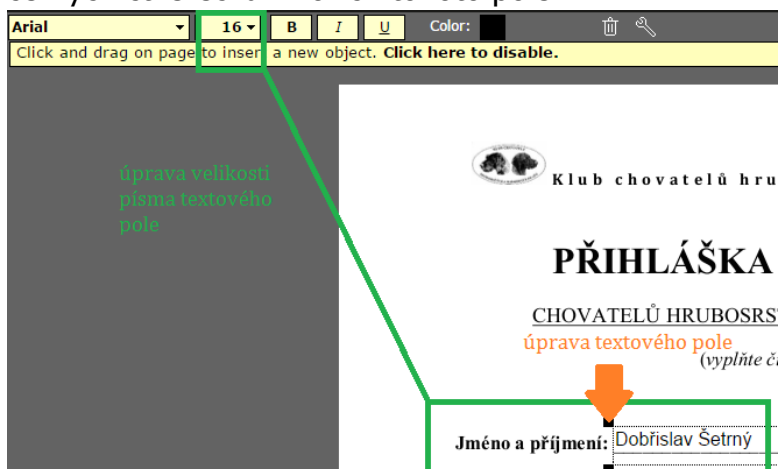 Arial 16 B I U Color:
Click and drag on page to insert a new object. Click here to disable.
úprava velikosti
písma textového
pole
Klub chovatelů hru
PŘIHLÁŠKA
CHOVATELŮ HRUBOSRS
úprava textového pole
(vyplňte č
Jméno a příjmení: Dobřislav Šetrný